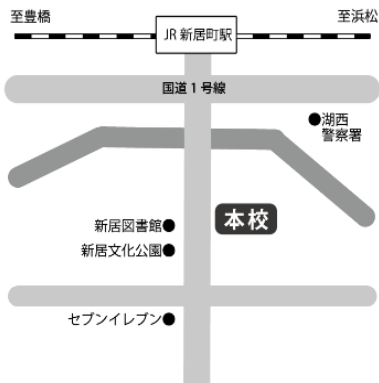 至豊橋
至浜松
JR 新居町駅
国道1号線
●湖西
警察署
本校
新居図書館●
新居文化公園●
セブンイレブン●